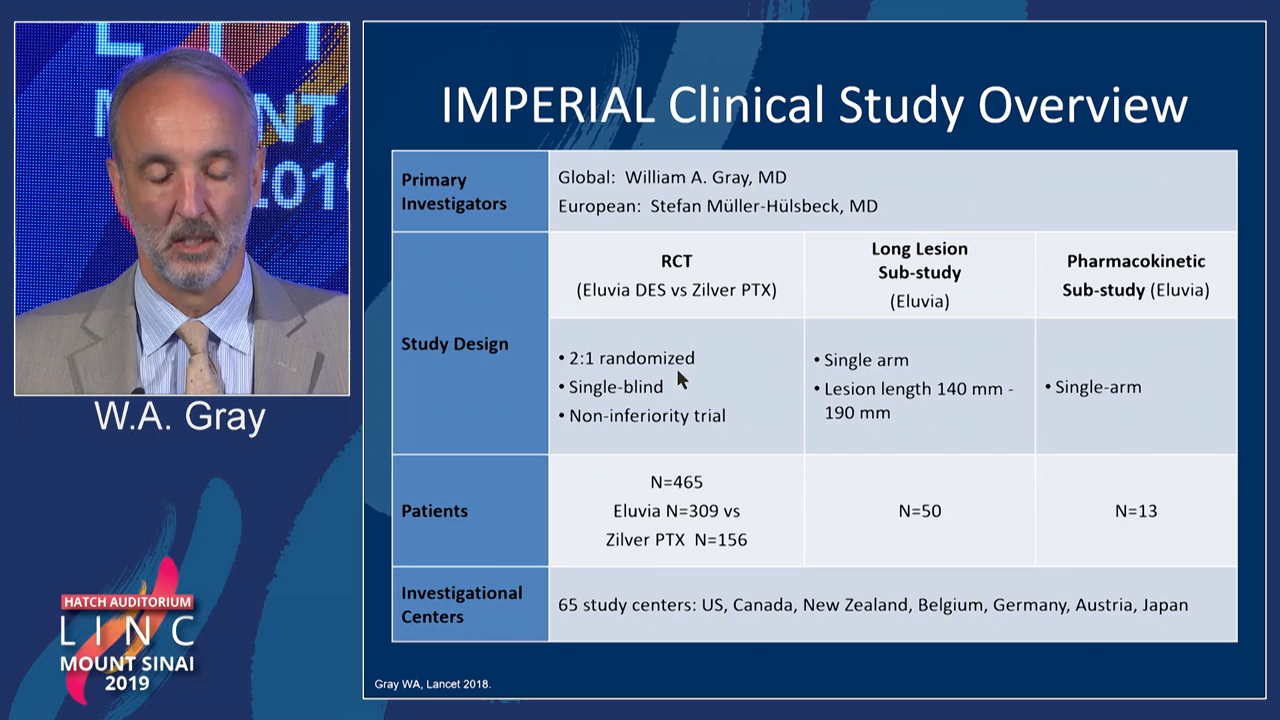 W.A. Gray
HATCH AUDITORIUM
LINC
MOUNT SINAI
2019
IMPERIAL Clinical Study Overview
Primary
Investigators
Global: William A. Gray, MD
European: Stefan Müller-Hülsbeck, MD
Study Design
RCT
(Eluvia DES vs Zilver PTX)
Long Lesion
Sub-study
(Eluvia)
Pharmacokinetic
Sub-study (Eluvia)
• 2:1 randomized
• Single-blind
• Non-inferiority trial
• Single arm
• Lesion length 140 mm -
190 mm
• Single-arm
Patients
N=465
Eluvia N=309 vs
Zilver PTX N=156
N=50
N=13
Investigational
Centers
65 study centers: US, Canada, New Zealand, Belgium, Germany, Austria, Japan
Gray WA, Lancet 2018.